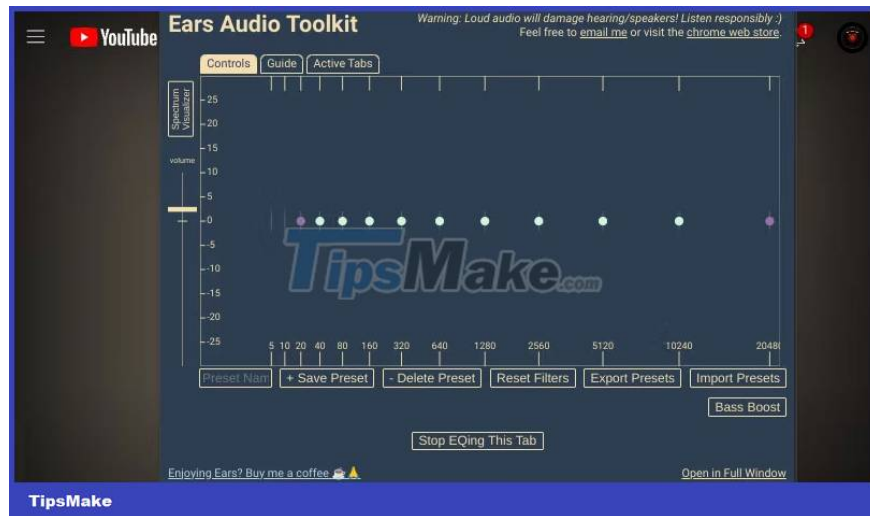 Ears Audio Toolkit
Warning: Loud audio will damage hearing/speakers! Listen responsibly :)
Feel free to email me or visit the chrome web store.
YouTube
1
Controls Guide Active Tabs
Spectrum
Visualizer
volume
25
20
15
10
5
0
-5
-10
-15
-20
-25
TipsMake.com
5 10 20 40 80 160 320 640 1280 2560 5120 10240 2048
Preset Nam + Save Preset - Delete Preset Reset Filters Export Presets Import Presets
Bass Boost
Stop EQing This Tab
Enjoying Ears? Buy me a coffee Open in Full Window
TipsMake